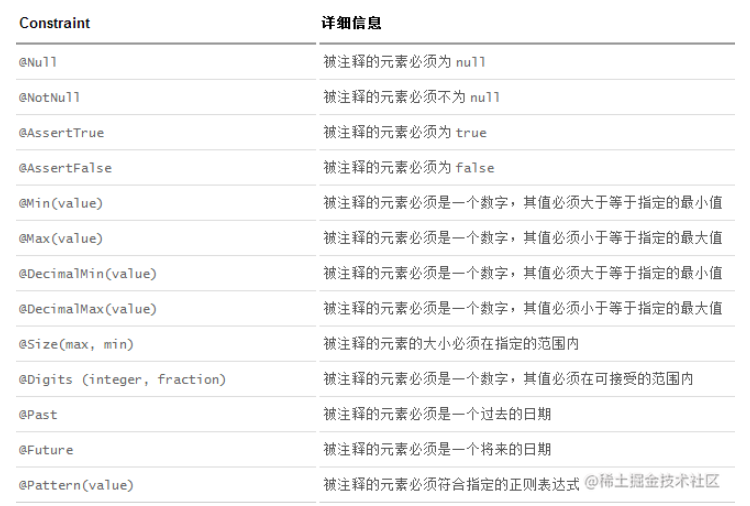 Constraint 详细信息
@Null 被注释的元素必须为 null
@NotNull 被注释的元素必须不为 null
@AssertTrue 被注释的元素必须为 true
@AssertFalse 被注释的元素必须为 false
@Min(value) 被注释的元素必须是一个数字，其值必须大于等于指定的最小值
@Max(value) 被注释的元素必须是一个数字，其值必须小于等于指定的最大值
@DecimalMin(value) 被注释的元素必须是一个数字，其值必须大于等于指定的最小值
@DecimalMax(value) 被注释的元素必须是一个数字，其值必须小于等于指定的最大值
@Size(max, min) 被注释的元素的大小必须在指定的范围内
@Digits (integer, fraction) 被注释的元素必须是一个数字，其值必须在可接受的范围内
@Past 被注释的元素必须是一个过去的日期
@Future 被注释的元素必须是一个将来的日期
@Pattern(value) 被注释的元素必须符合指定的正则表达式
@稀土掘金技术社区